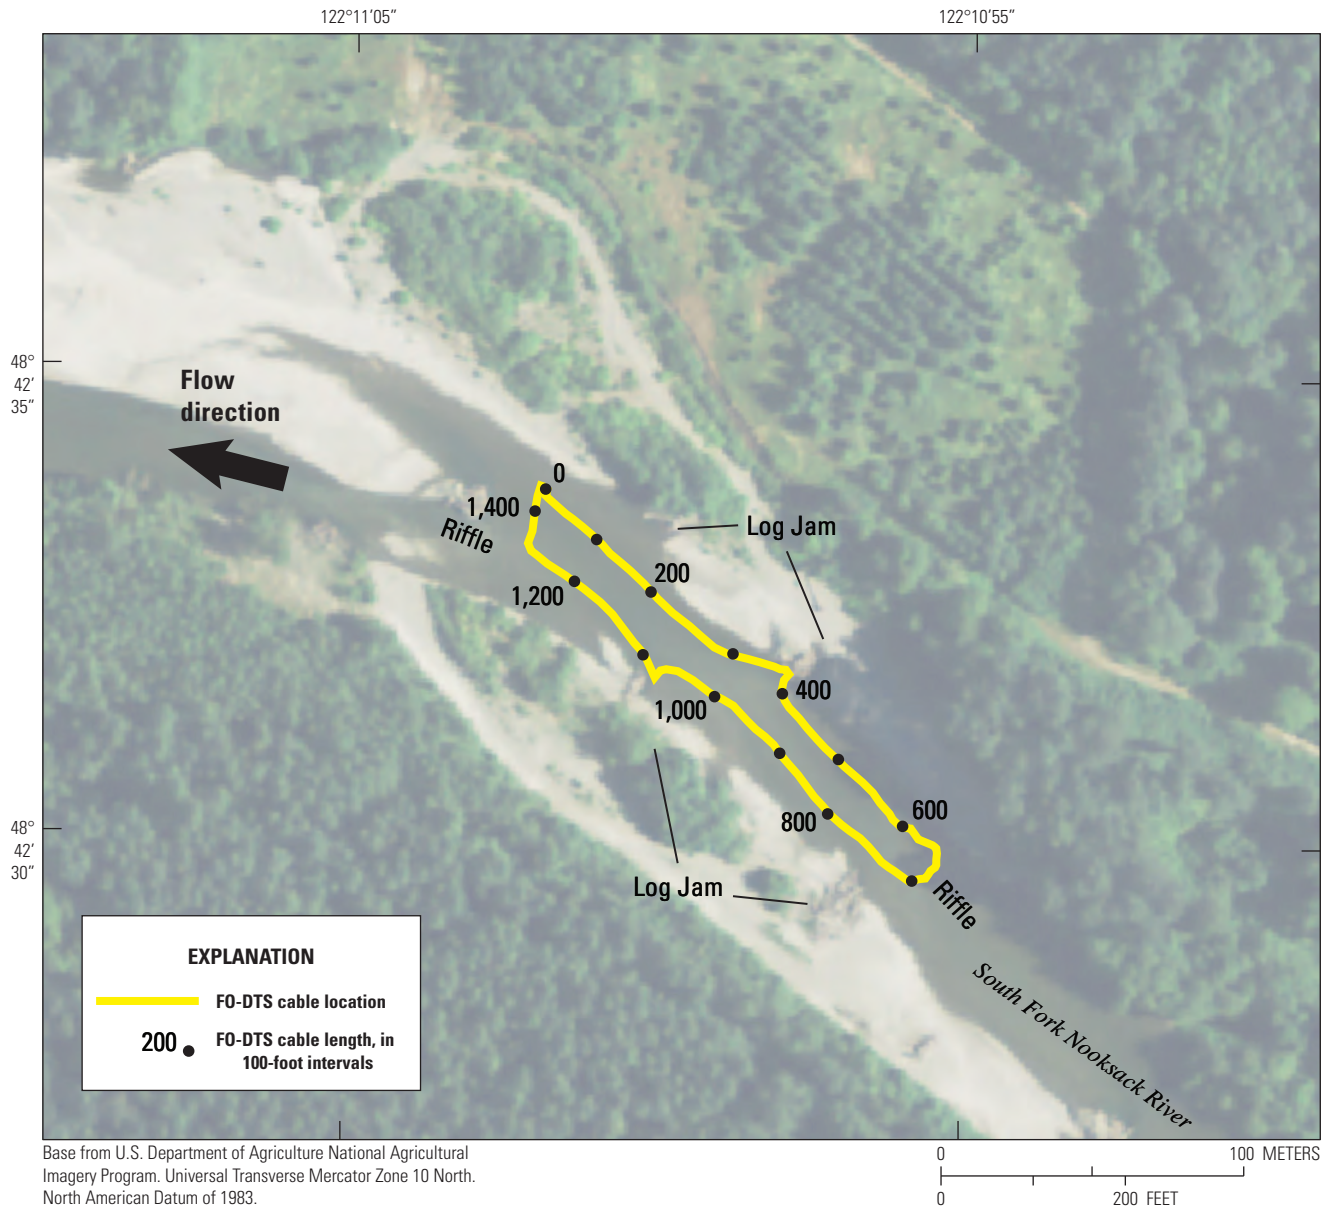 122°11′05″
122°10′55″
48°
42′
35″
Flow
direction
0
1,400
Riffle
Log Jam
200
1,200
400
1,000
600
800
Log Jam
Riffle
48°
42′
30″
South Fork Nooksack River
EXPLANATION
FO-DTS cable location
200
FO-DTS cable length, in
100-foot intervals
Base from U.S. Department of Agriculture National Agricultural
Imagery Program. Universal Transverse Mercator Zone 10 North.
North American Datum of 1983.
0 100 METERS
0 200 FEET